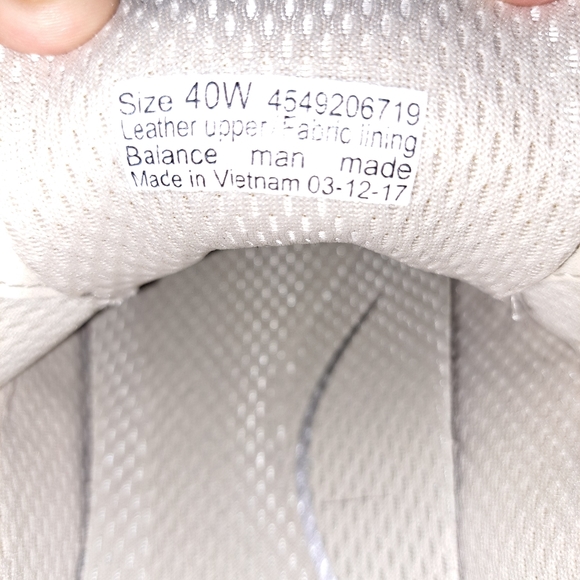 Size 40W 4549206719
Leather upper. Fabric lining
Balance man made
Made in Vietnam 03-12-17